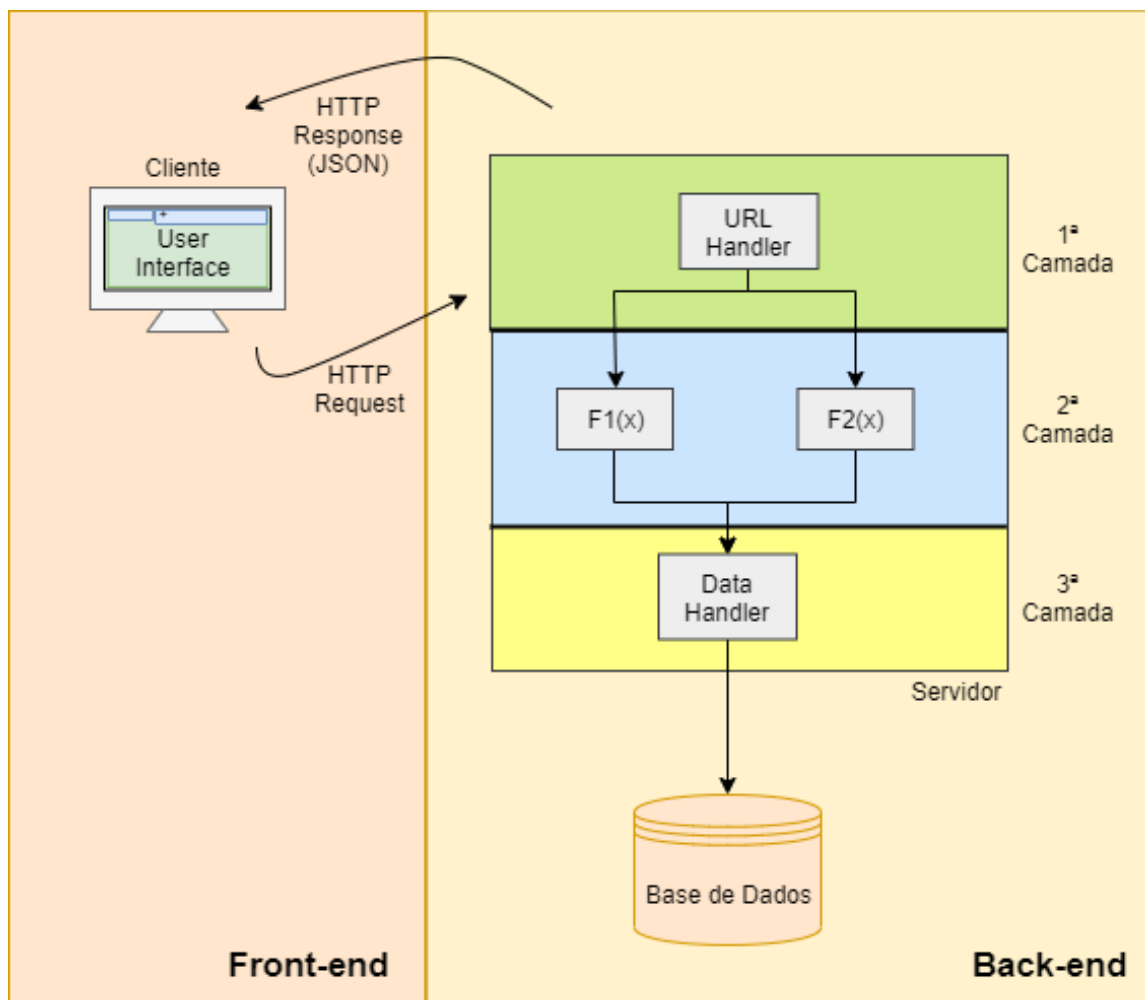 HTTP
Response
(JSON)
Cliente
+
User
Interface
HTTP
Request
URL
Handler
1ª
Camada
F1(x)
F2(x)
2ª
Camada
Data
Handler
3ª
Camada
Servidor
Base de Dados
Front-end
Back-end